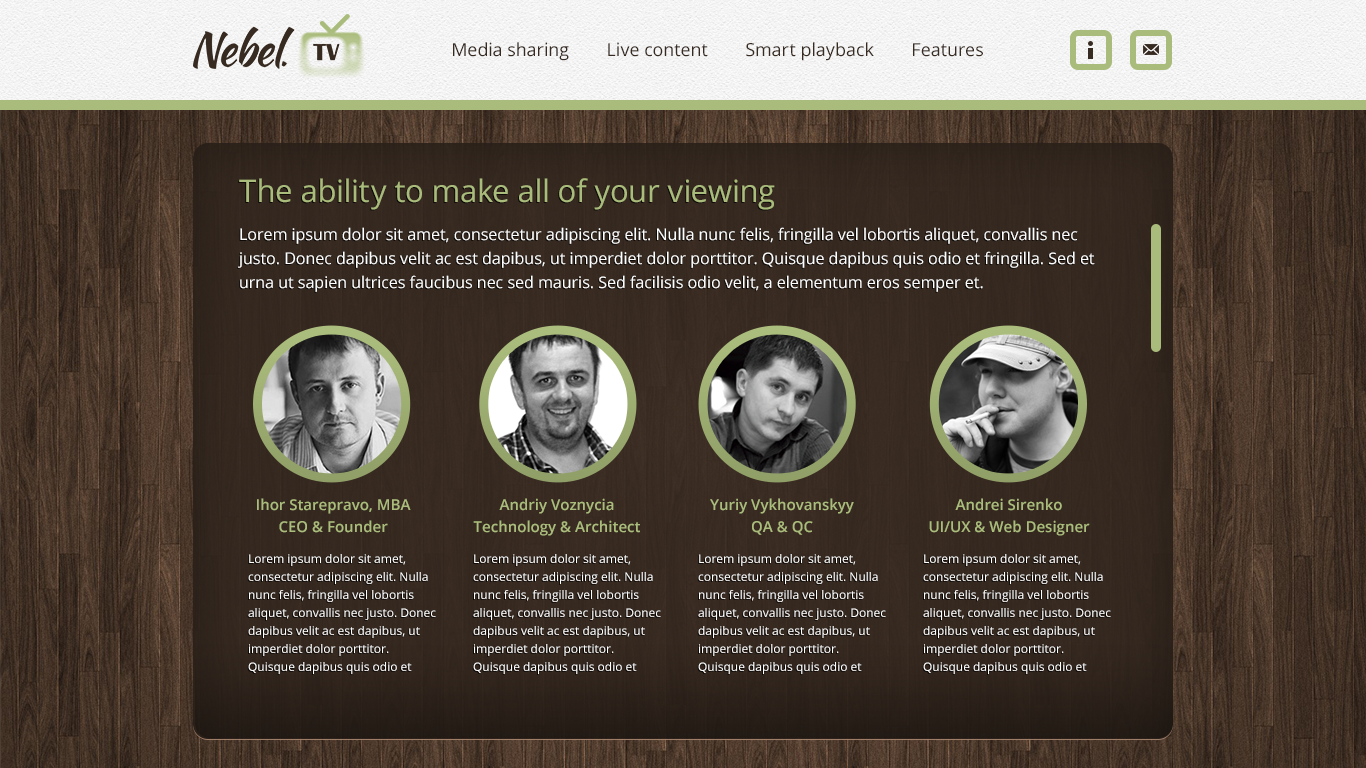 Nebel. TV
Media sharing Live content Smart playback Features
The ability to make all of your viewing
Lorem ipsum dolor sit amet, consectetur adipiscing elit. Nulla nunc felis, fringilla vel lobortis aliquet, convallis nec
justo. Donec dapibus velit ac est dapibus, ut imperdiet dolor porttitor. Quisque dapibus quis odio et fringilla. Sed et
urna ut sapien ultrices faucibus nec sed mauris. Sed facilisis odio velit, a elementum eros semper et.
Ihor Starepravo, MBA
CEO & Founder
Lorem ipsum dolor sit amet,
consectetur adipiscing elit. Nulla
nunc felis, fringilla vel lobortis
aliquet, convallis nec justo. Donec
dapibus velit ac est dapibus, ut
imperdiet dolor porttitor.
Quisque dapibus quis odio et
Andriy Voznycia
Technology & Architect
Lorem ipsum dolor sit amet,
consectetur adipiscing elit. Nulla
nunc felis, fringilla vel lobortis
aliquet, convallis nec justo. Donec
dapibus velit ac est dapibus, ut
imperdiet dolor porttitor.
Quisque dapibus quis odio et
Yuriy Vykhovanskyy
QA & QC
Lorem ipsum dolor sit amet,
consectetur adipiscing elit. Nulla
nunc felis, fringilla vel lobortis
aliquet, convallis nec justo. Donec
dapibus velit ac est dapibus, ut
imperdiet dolor porttitor.
Quisque dapibus quis odio et
Andrei Sirenko
UI/UX & Web Designer
Lorem ipsum dolor sit amet,
consectetur adipiscing elit. Nulla
nunc felis, fringilla vel lobortis
aliquet, convallis nec justo. Donec
dapibus velit ac est dapibus, ut
imperdiet dolor porttitor.
Quisque dapibus quis odio et